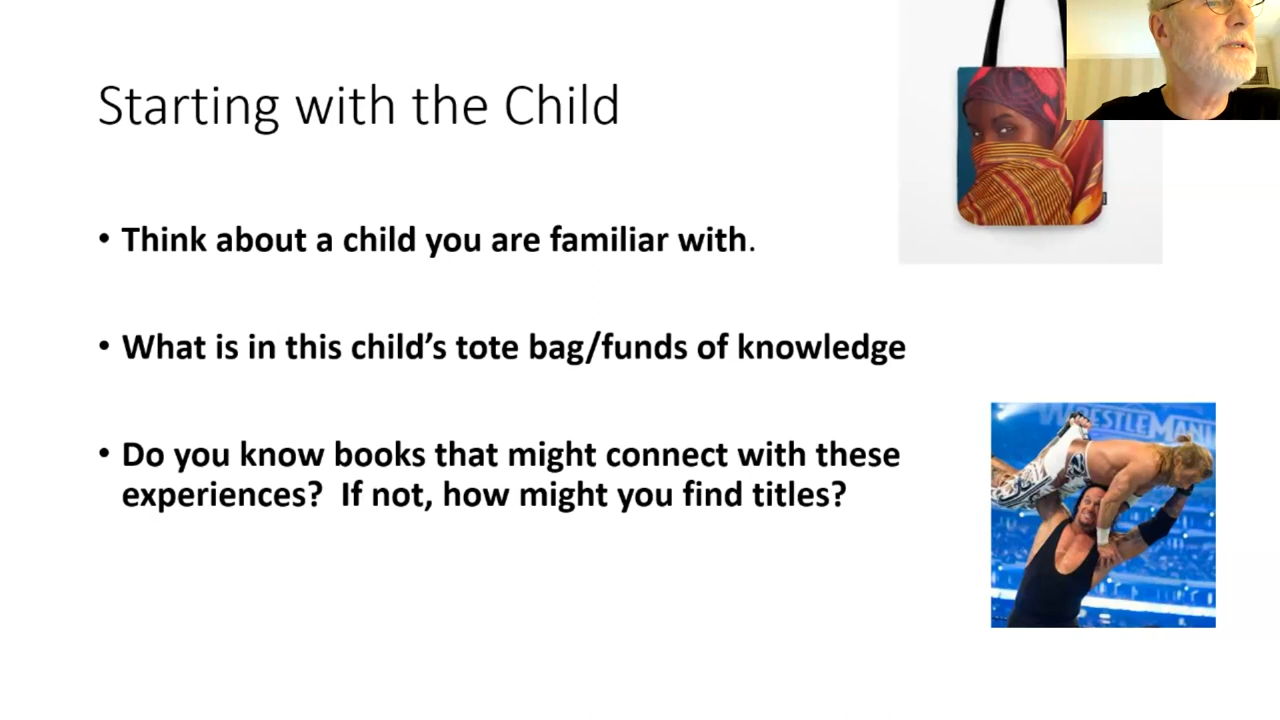 Starting with the Child
• Think about a child you are familiar with.
• What is in this child’s tote bag/funds of knowledge
• Do you know books that might connect with these
experiences?  If not, how might you find titles?
WRESTLEMANI